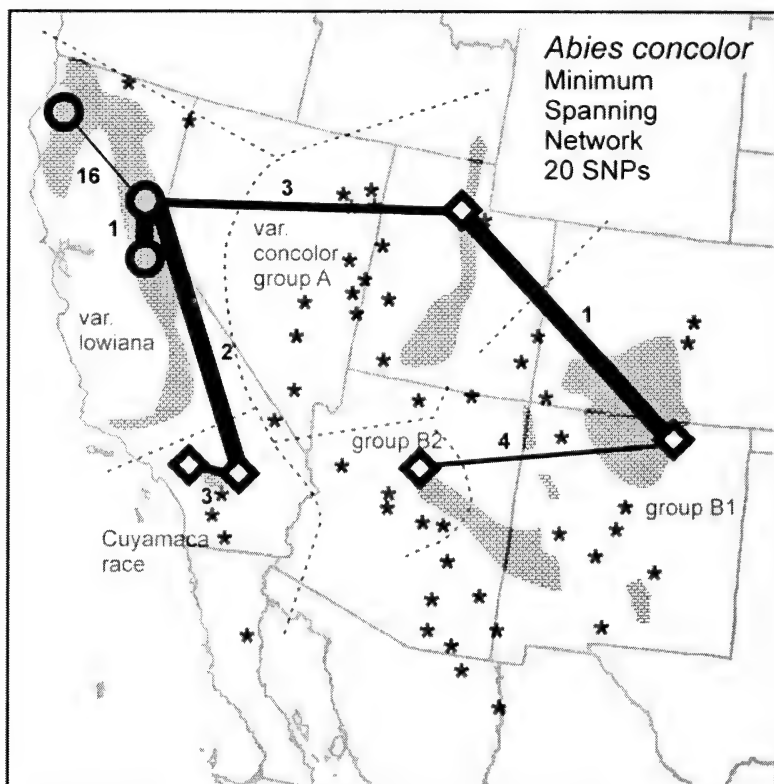 Abies concolor
Minimum
Spanning
Network
20 SNPs
16
3
1
var.
concolor
group A
var.
lowiana
2
1
group B2
4
3
group B1
Cuyamaca
race